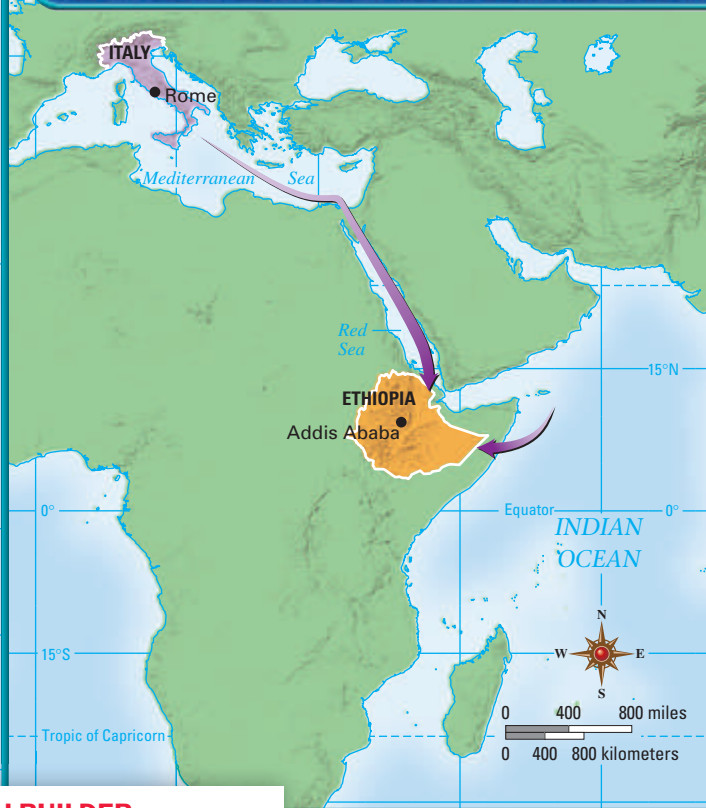 ITALY
Rome
Mediterranean Sea
Red
Sea
15°N
ETHIOPIA
Addis Ababa
0°
Equator
0°
INDIAN
OCEAN
N
W
E
S
15°S
0 400 800 miles
Tropic of Capricorn
0 400 800 kilometers
BUILDER